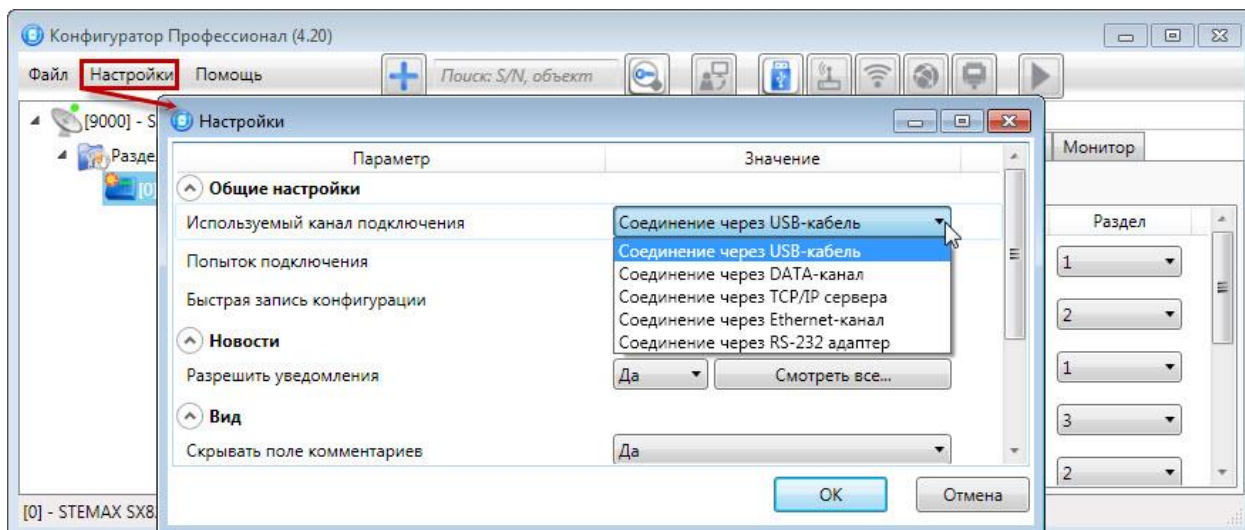 Конфигуратор Профессионал (4.20)
Файл Настройки Помощь Поиск: S/N, объект
[9000] - S
Настройки
Разде
[0]
Параметр Значение
Монитор
Общие настройки
Используемый канал подключения Соединение через USB-кабель
Раздел
Соединение через USB-кабель
Попыток подключения
1
Соединение через DATA-канал
Быстрая запись конфигурации
Соединение через TCP/IP сервера
2
Соединение через Ethernet-канал
Новости
Соединение через RS-232 адаптер
Разрешить уведомления Да Смотреть все...
1
Вид
3
Скрывать поле комментариев Да
2
OK Отмена
[0] - STEMAX SX8